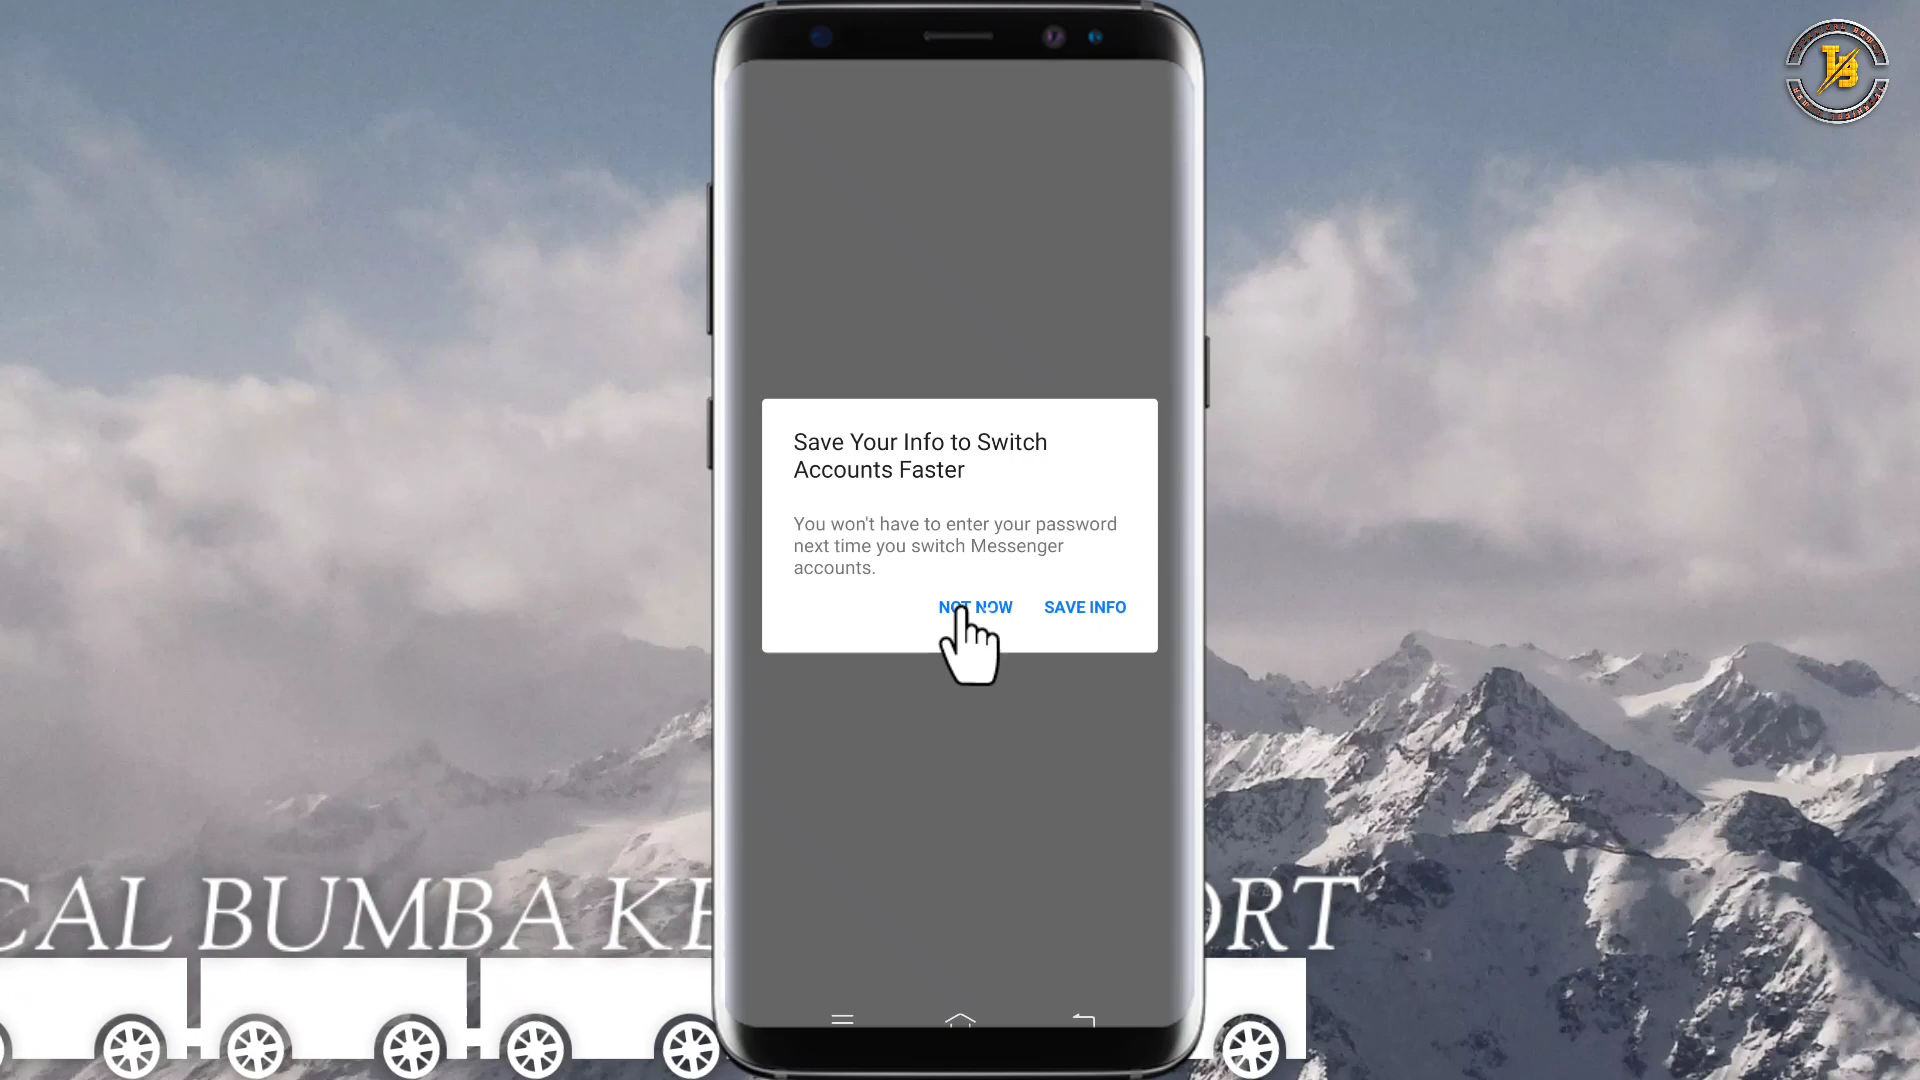 Save Your Info to Switch
Accounts Faster
You won't have to enter your password
next time you switch Messenger
accounts.
NOT NOW
SAVE INFO
CAL BUMBA KE
ORT